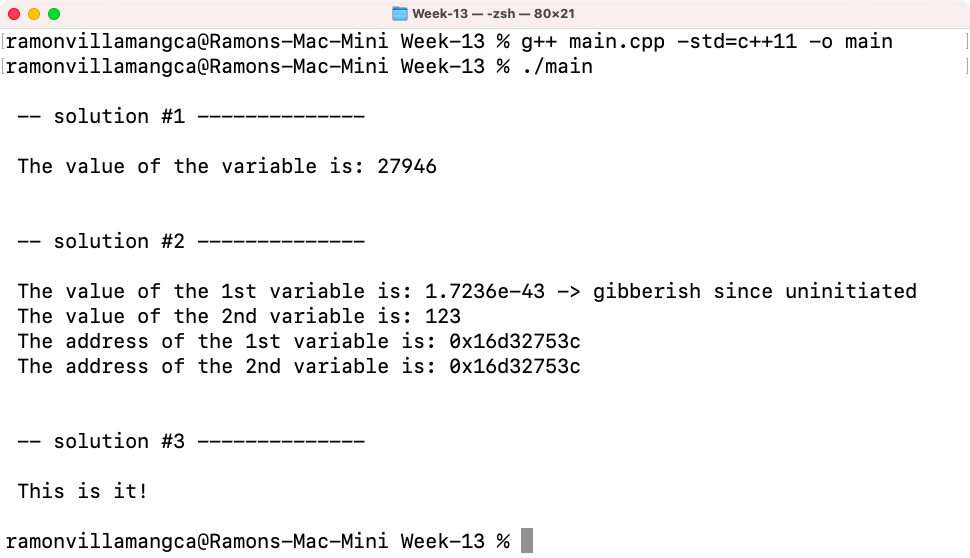 Week-13 — -zsh — 80×21
[ramonvillamangca@Ramons-Mac-Mini Week-13 % g++ main.cpp -std=c++11 -o main ]
[ramonvillamangca@Ramons-Mac-Mini Week-13 % ./main ]
-- solution #1 --------------
The value of the variable is: 27946
-- solution #2 --------------
The value of the 1st variable is: 1.7236e-43 -> gibberish since uninitiated
The value of the 2nd variable is: 123
The address of the 1st variable is: 0x16d32753c
The address of the 2nd variable is: 0x16d32753c
-- solution #3 --------------
This is it!
ramonvillamangca@Ramons-Mac-Mini Week-13 %